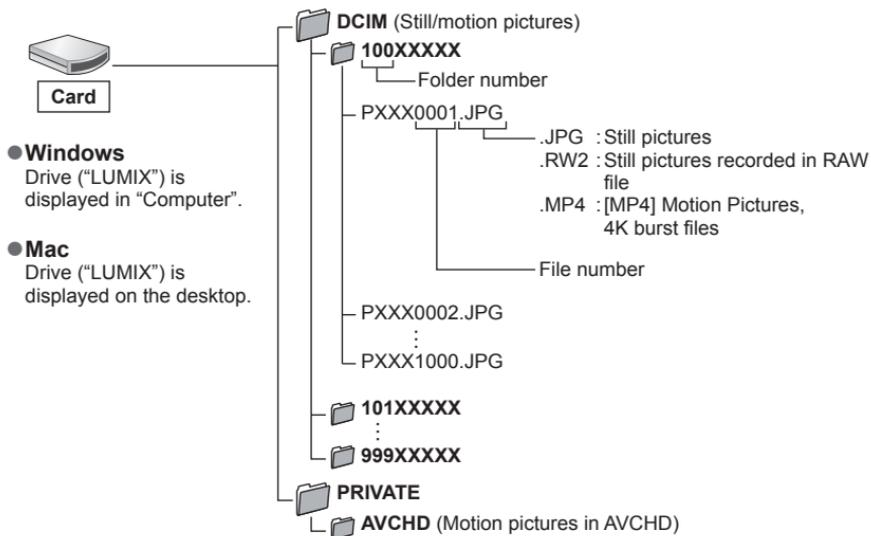 DCIM (Still/motion pictures)
100XXXXX
Folder number
Card
PXXX0001.JPG
.JPG : Still pictures
.RW2 : Still pictures recorded in RAW
file
.MP4 : [MP4] Motion Pictures,
4K burst files
File number
●Windows
Drive (“LUMIX”) is
displayed in “Computer”.
●Mac
Drive (“LUMIX”) is
displayed on the desktop.
PXXX0002.JPG
PXXX1000.JPG
101XXXXX
999XXXXX
PRIVATE
AVCHD (Motion pictures in AVCHD)